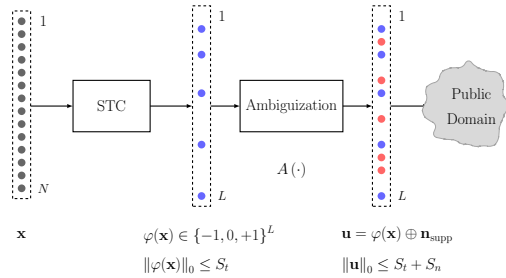 1
1
1
STC
Ambiguization
Public
Domain
A (·)
N
L
L
x
φ(x) ∈ {−1, 0, +1}^L
u = φ(x) ⊕ n_supp
‖φ(x)‖_0 ≤ S_t
‖u‖_0 ≤ S_t + S_n